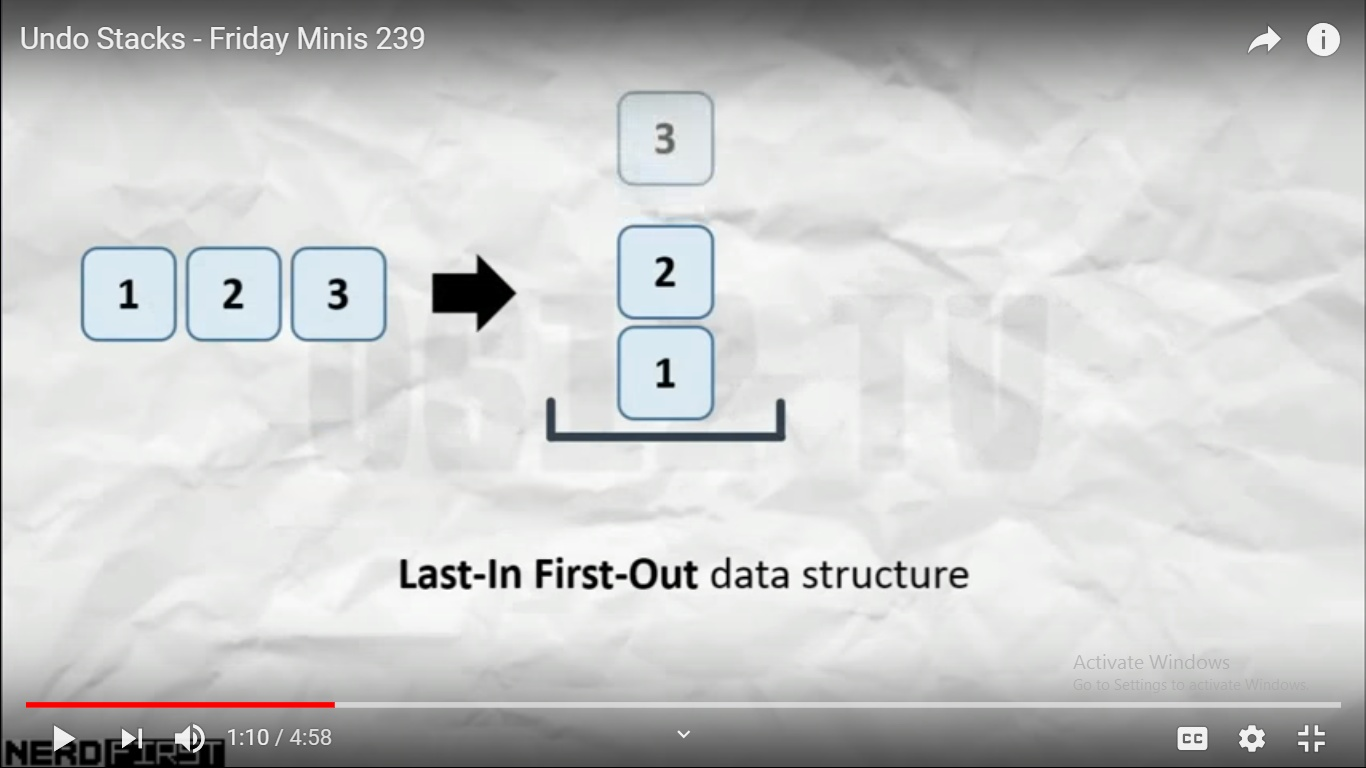 Undo Stacks - Friday Minis 239
3
2
1 2 3
1
Last-In First-Out data structure
Activate Windows
Go to Settings to activate Windows.
1:10 / 4:58
CC
NERDFIRST